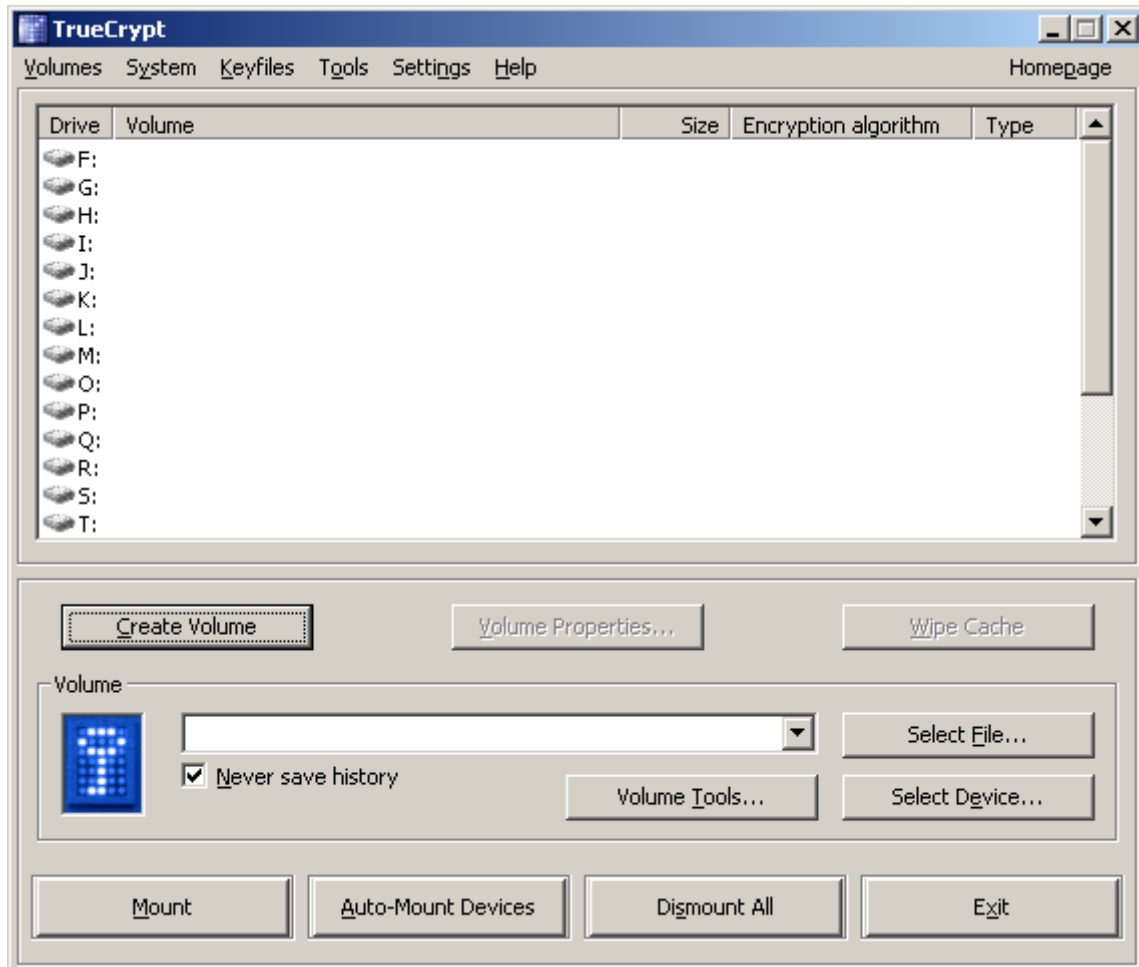 TrueCrypt
Volumes System Keyfiles Tools Settings Help Homepage
Drive Volume Size Encryption algorithm Type
F:
G:
H:
I:
J:
K:
L:
M:
O:
P:
Q:
R:
S:
T:
Create Volume Volume Properties... Wipe Cache
Volume
Select File...
Never save history
Volume Tools... Select Device...
Mount Auto-Mount Devices Dismount All Exit